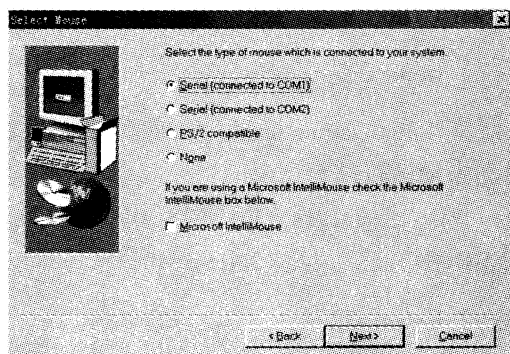 Select Mouse
Select the type of mouse which is connected to your system.
Serial (connected to COM1)
Serial (connected to COM2)
PS/2 compatible
None
If you are using a Microsoft IntelliMouse check the Microsoft
IntelliMouse box below.
Microsoft IntelliMouse
< Back
Next >
Cancel